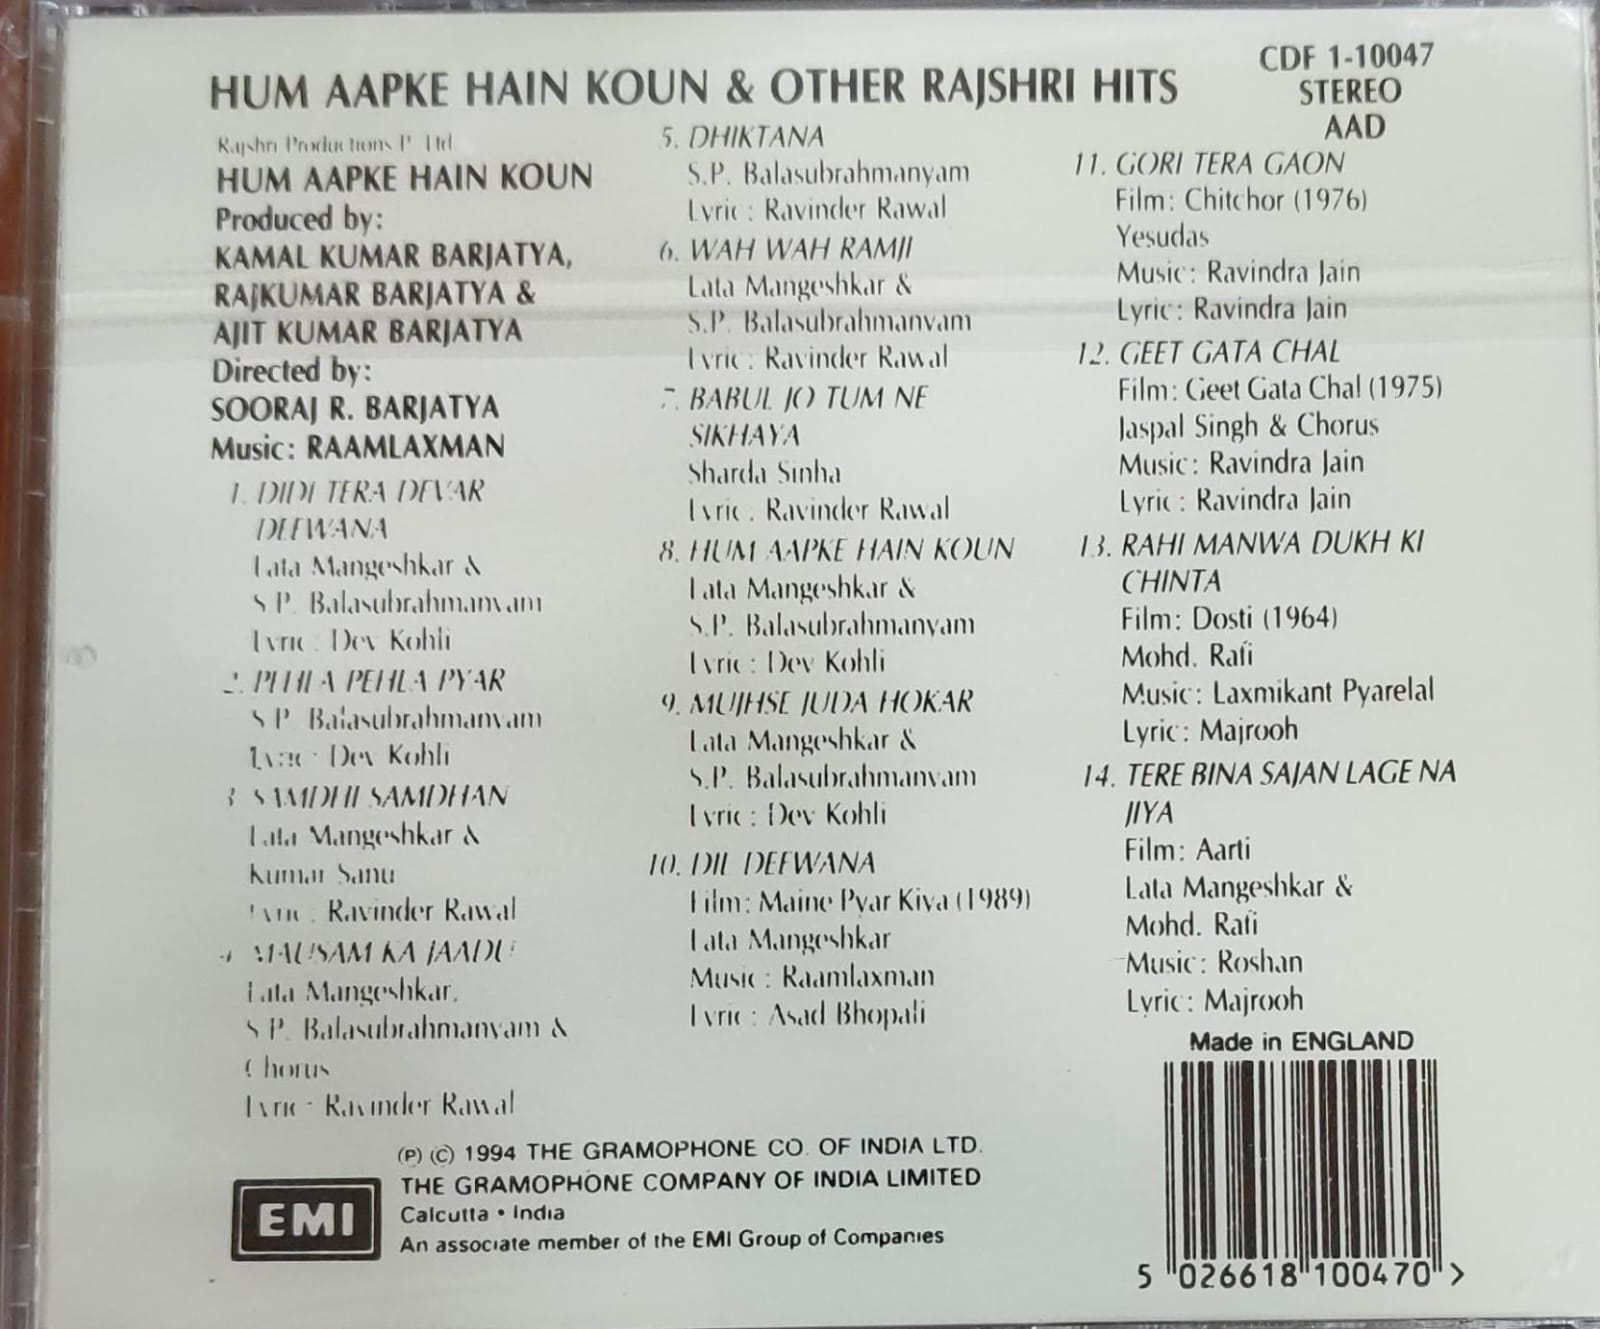 HUM AAPKE HAIN KOUN & OTHER RAJSHRI HITS
CDF 1-10047
STEREO
AAD
Rajshri Productions P. Ltd.
HUM AAPKE HAIN KOUN
Produced by:
KAMAL KUMAR BARJATYA,
RAJKUMAR BARJATYA &
AJIT KUMAR BARJATYA
Directed by:
SOORAJ R. BARJATYA
Music: RAAMLAXMAN
1. DIDI TERA DEVAR
DEEWANA
Lata Mangeshkar &
S.P. Balasubrahmanyam
Lyric : Dev Kohli
2. PEHLA PEHLA PYAR
S.P. Balasubrahmanyam
Lyric : Dev Kohli
3. SAMDHI SAMDHAN
Lata Mangeshkar &
Kumar Sanu
Lyric : Ravinder Rawal
4. MAUSAM KA JAADU
Lata Mangeshkar,
S.P. Balasubrahmanyam &
Chorus
Lyric : Ravinder Rawal
5. DHIKTANA
S.P. Balasubrahmanyam
Lyric : Ravinder Rawal
6. WAH WAH RAMJI
Lata Mangeshkar &
S.P. Balasubrahmanyam
Lyric : Ravinder Rawal
7. BABUL JO TUM NE
SIKHAYA
Sharda Sinha
Lyric : Ravinder Rawal
8. HUM AAPKE HAIN KOUN
Lata Mangeshkar &
S.P. Balasubrahmanyam
Lyric : Dev Kohli
9. MUJHSE JUDA HOKAR
Lata Mangeshkar &
S.P. Balasubrahmanyam
Lyric : Dev Kohli
10. DIL DEEWANA
Film: Maine Pyar Kiya (1989)
Lata Mangeshkar
Music : Raamlaxman
Lyric : Asad Bhopali
11. GORI TERA GAON
Film: Chitchor (1976)
Yesudas
Music: Ravindra Jain
Lyric: Ravindra Jain
12. GEET GATA CHAL
Film: Geet Gata Chal (1975)
Jaspal Singh & Chorus
Music: Ravindra Jain
Lyric : Ravindra Jain
13. RAHI MANWA DUKH KI
CHINTA
Film: Dosti (1964)
Mohd. Rafi
Music: Laxmikant Pyarelal
Lyric: Majrooh
14. TERE BINA SAJAN LAGE NA
JIYA
Film: Aarti
Lata Mangeshkar &
Mohd. Rafi
Music: Roshan
Lyric: Majrooh
Made in ENGLAND
5 026618 100470 >
(P) (C) 1994 THE GRAMOPHONE CO. OF INDIA LTD.
THE GRAMOPHONE COMPANY OF INDIA LIMITED
Calcutta • India
An associate member of the EMI Group of Companies
EMI